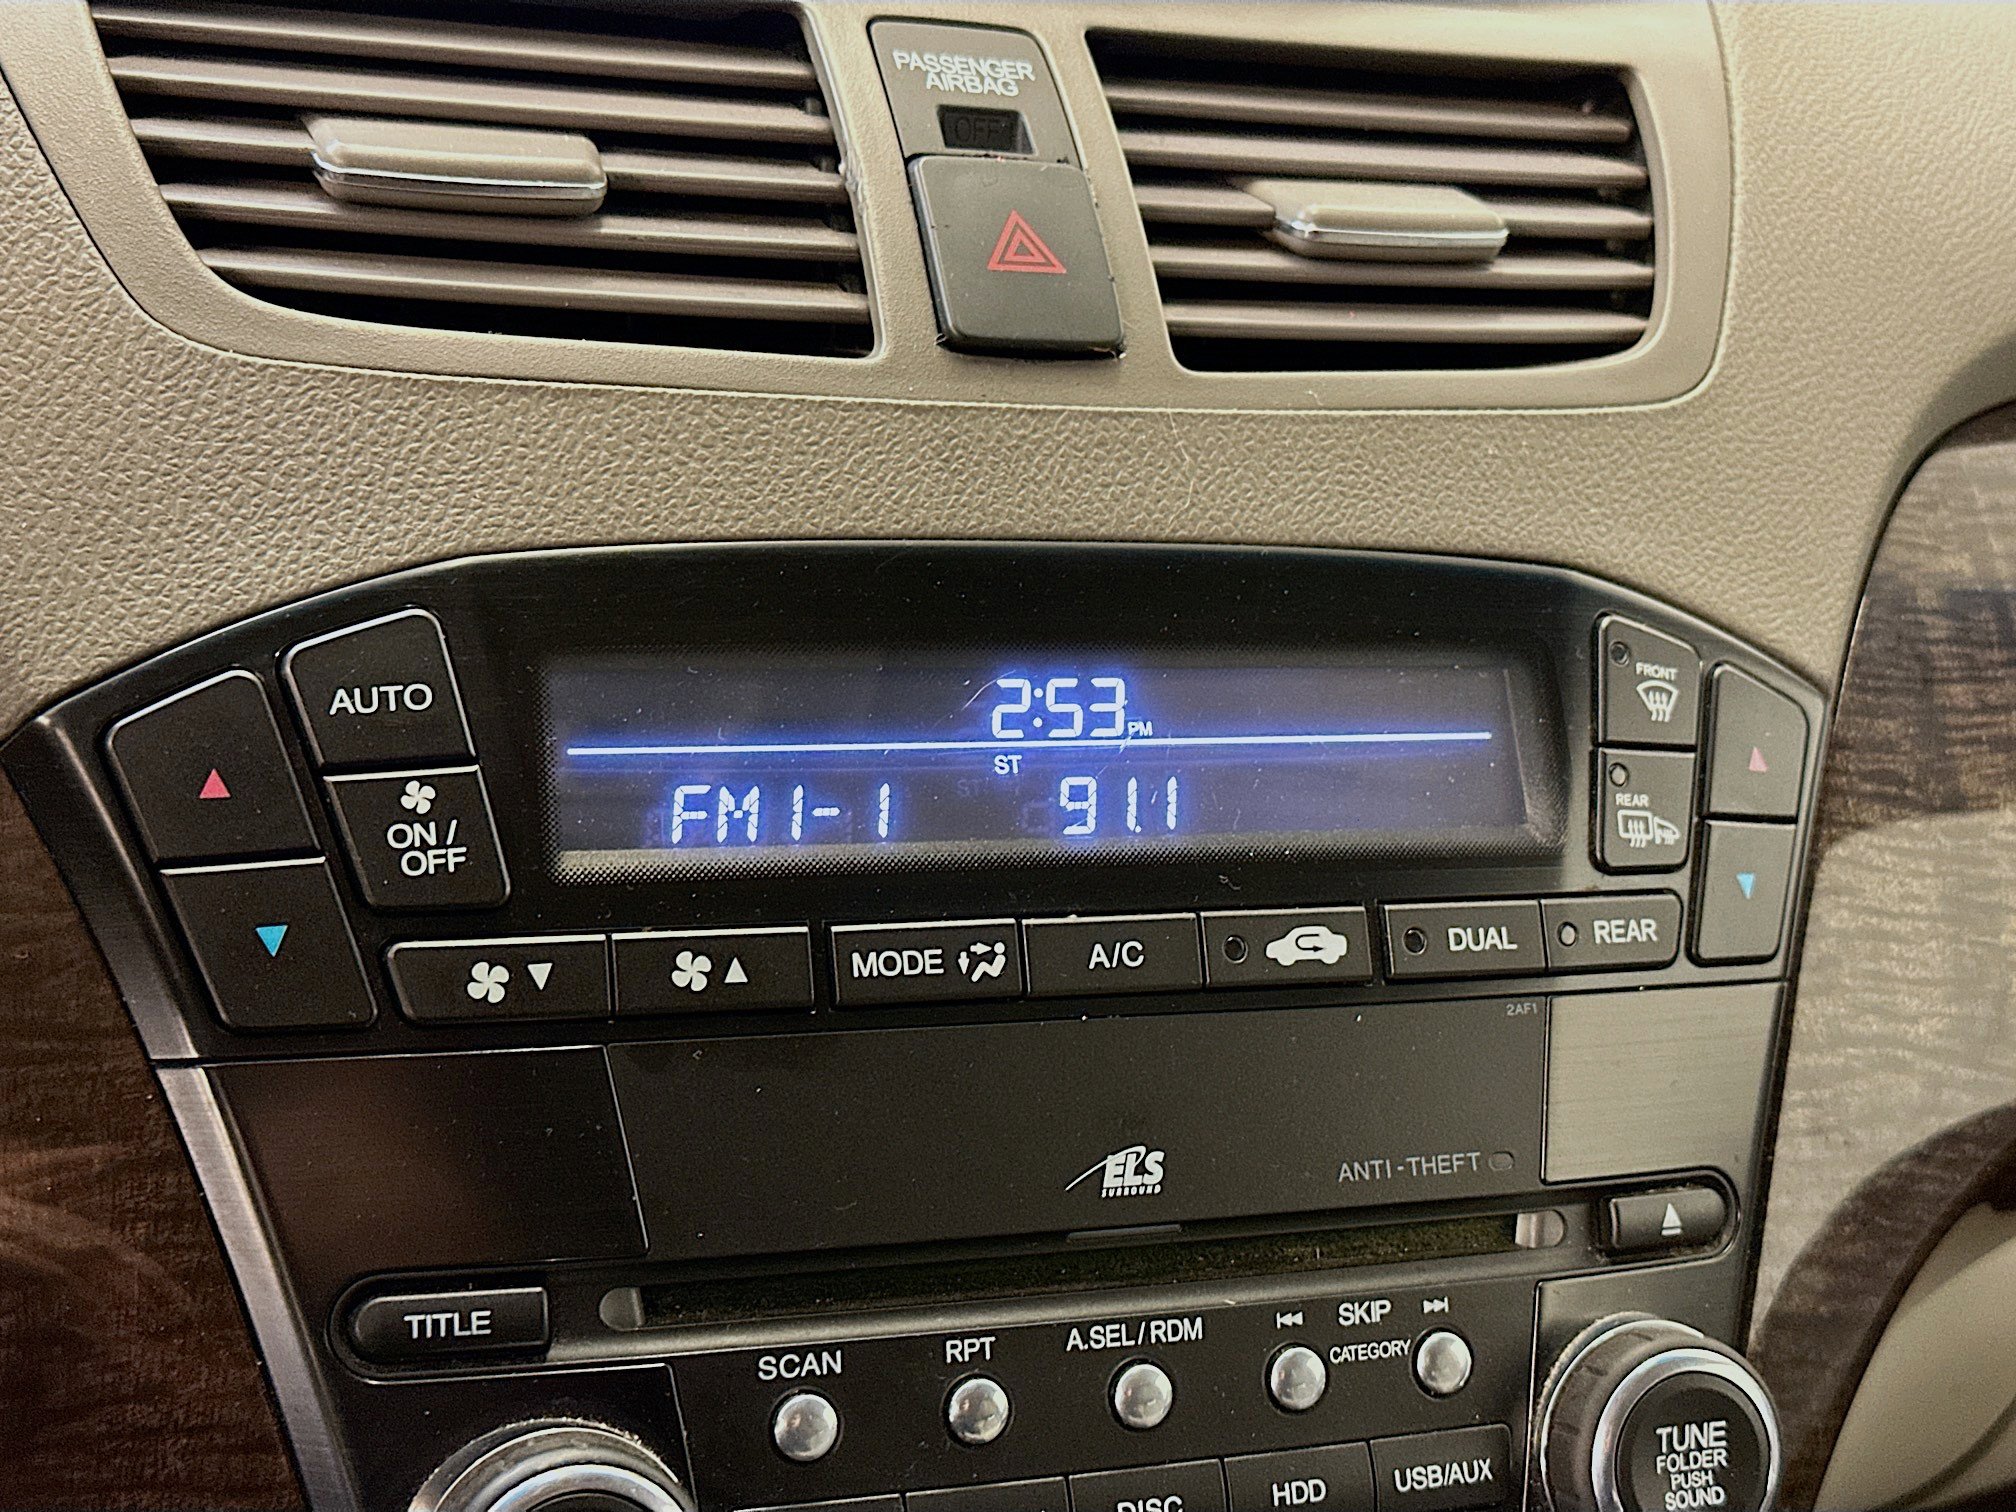 PASSENGER
AIRBAG
OFF
2:53 PM
ST
FM1-1 91.1
AUTO
ON/
OFF
FRONT
REAR
MODE
A/C
DUAL
REAR
2AF1
ELS
SURROUND
ANTI-THEFT
TITLE
SCAN
RPT
A.SEL/RDM
SKIP
CATEGORY
DISC
HDD
USB/AUX
TUNE
FOLDER
PUSH
SOUND